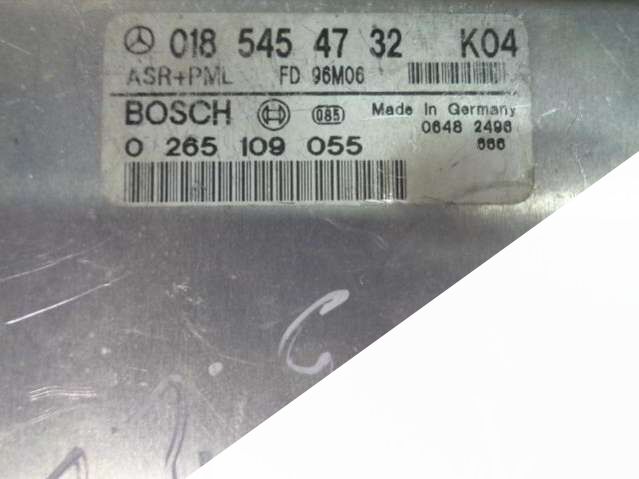 018 545 47 32 K04
ASR+PML FD 96M06
BOSCH 085 Made in Germany
0648 2496
0 265 109 055 666
G